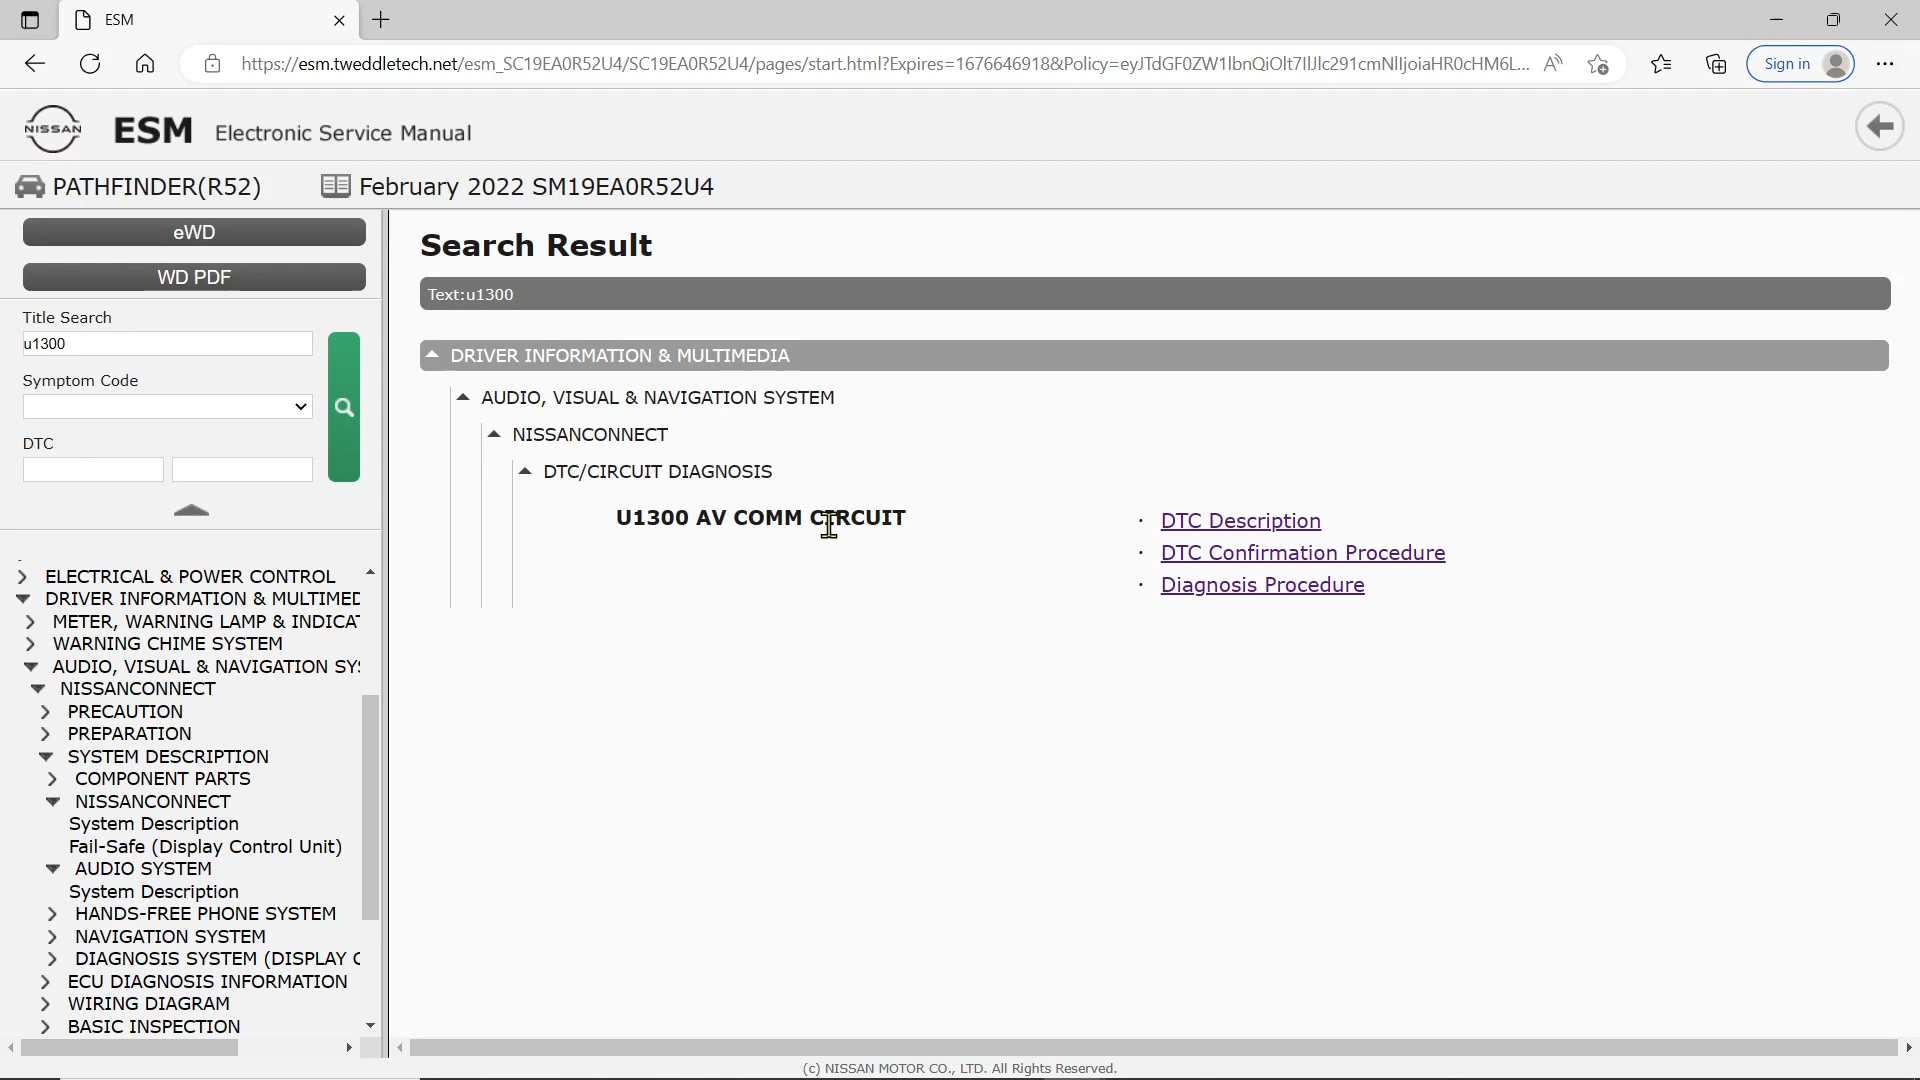 ESM
https://esm.tweddletech.net/esm_SC19EA0R52U4/SC19EA0R52U4/pages/start.html?Expires=1676646918&Policy=eyJTdGF0ZW1lbnQiOlt7IlJlc291cmNlIjoiaHR0cHM6L...
Sign in
NISSAN
ESM Electronic Service Manual
PATHFINDER(R52) February 2022 SM19EA0R52U4
eWD
WD PDF
Title Search
u1300
Symptom Code
DTC
ELECTRICAL & POWER CONTROL
DRIVER INFORMATION & MULTIMED
METER, WARNING LAMP & INDICAT
WARNING CHIME SYSTEM
AUDIO, VISUAL & NAVIGATION SYS
NISSANCONNECT
PRECAUTION
PREPARATION
SYSTEM DESCRIPTION
COMPONENT PARTS
NISSANCONNECT
System Description
Fail-Safe (Display Control Unit)
AUDIO SYSTEM
System Description
HANDS-FREE PHONE SYSTEM
NAVIGATION SYSTEM
DIAGNOSIS SYSTEM (DISPLAY C
ECU DIAGNOSIS INFORMATION
WIRING DIAGRAM
BASIC INSPECTION
Search Result
Text:u1300
DRIVER INFORMATION & MULTIMEDIA
AUDIO, VISUAL & NAVIGATION SYSTEM
NISSANCONNECT
DTC/CIRCUIT DIAGNOSIS
U1300 AV COMM CIRCUIT
· DTC Description
· DTC Confirmation Procedure
· Diagnosis Procedure
(c) NISSAN MOTOR CO., LTD. All Rights Reserved.